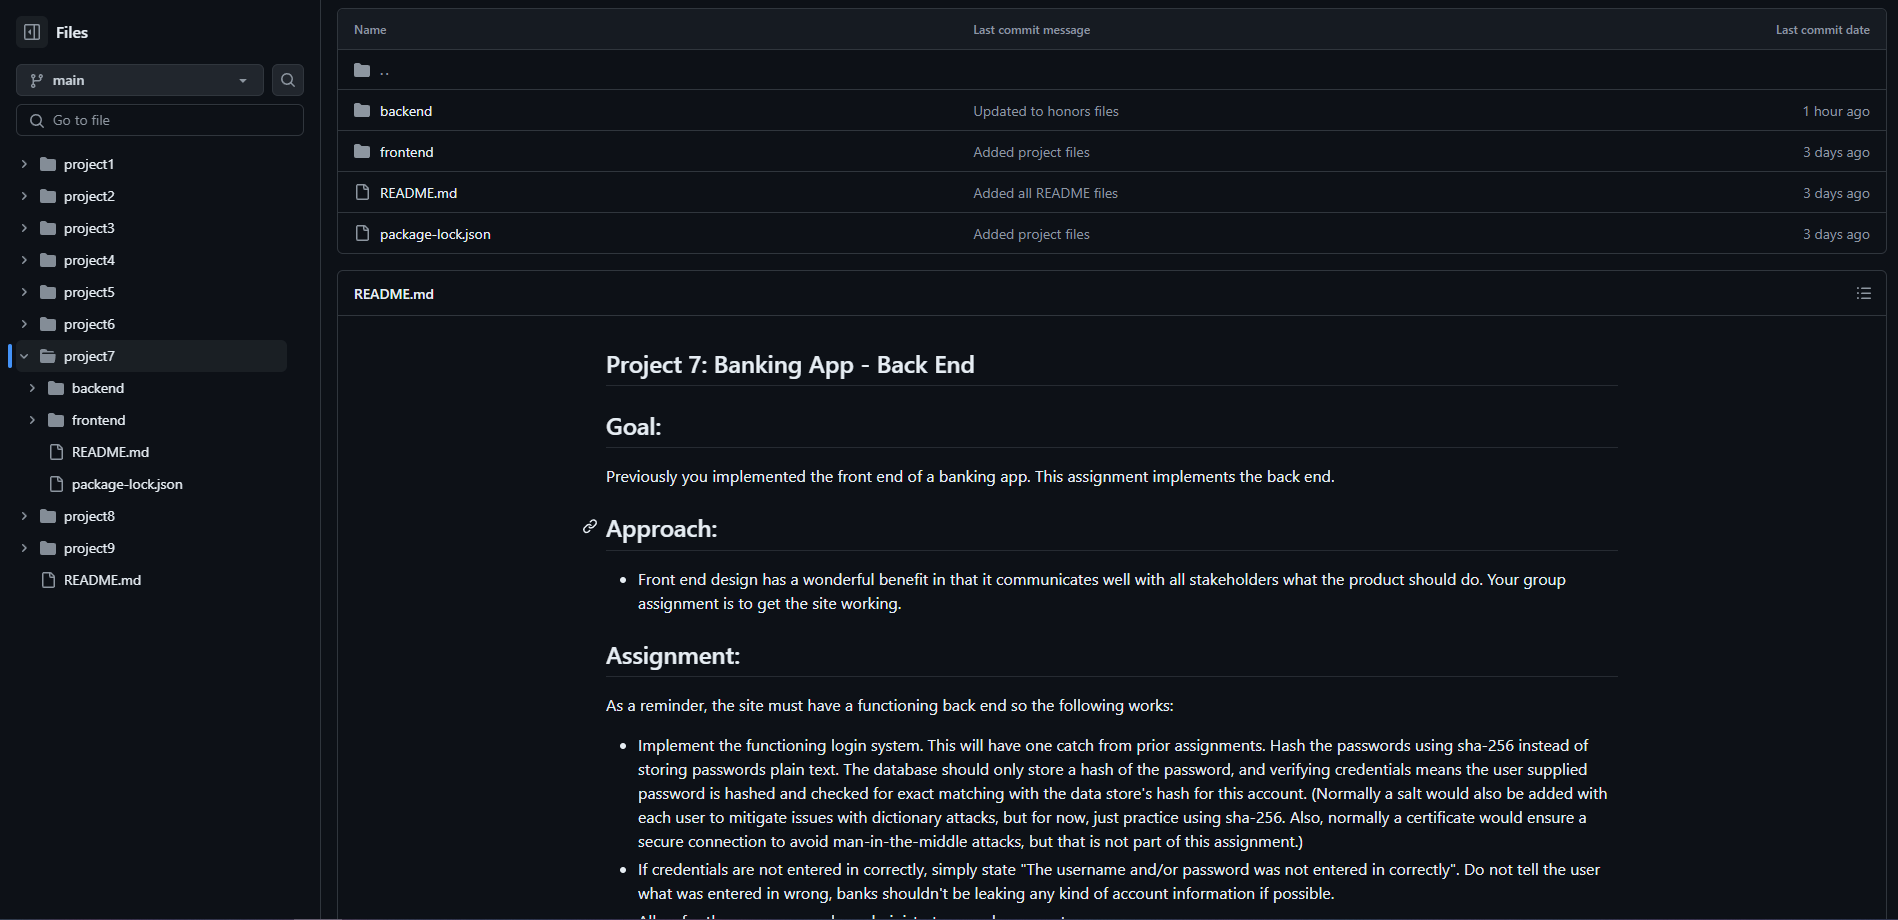 Files
main
Go to file
project1
project2
project3
project4
project5
project6
project7
backend
frontend
README.md
package-lock.json
project8
project9
README.md
Name Last commit message Last commit date
..
backend Updated to honors files 1 hour ago
frontend Added project files 3 days ago
README.md Added all README files 3 days ago
package-lock.json Added project files 3 days ago
README.md
Project 7: Banking App - Back End
Goal:
Previously you implemented the front end of a banking app. This assignment implements the back end.
Approach:
• Front end design has a wonderful benefit in that it communicates well with all stakeholders what the product should do. Your group
assignment is to get the site working.
Assignment:
As a reminder, the site must have a functioning back end so the following works:
• Implement the functioning login system. This will have one catch from prior assignments. Hash the passwords using sha-256 instead of
storing passwords plain text. The database should only store a hash of the password, and verifying credentials means the user supplied
password is hashed and checked for exact matching with the data store's hash for this account. (Normally a salt would also be added with
each user to mitigate issues with dictionary attacks, but for now, just practice using sha-256. Also, normally a certificate would ensure a
secure connection to avoid man-in-the-middle attacks, but that is not part of this assignment.)
• If credentials are not entered in correctly, simply state "The username and/or password was not entered in correctly". Do not tell the user
what was entered in wrong, banks shouldn't be leaking any kind of account information if possible.